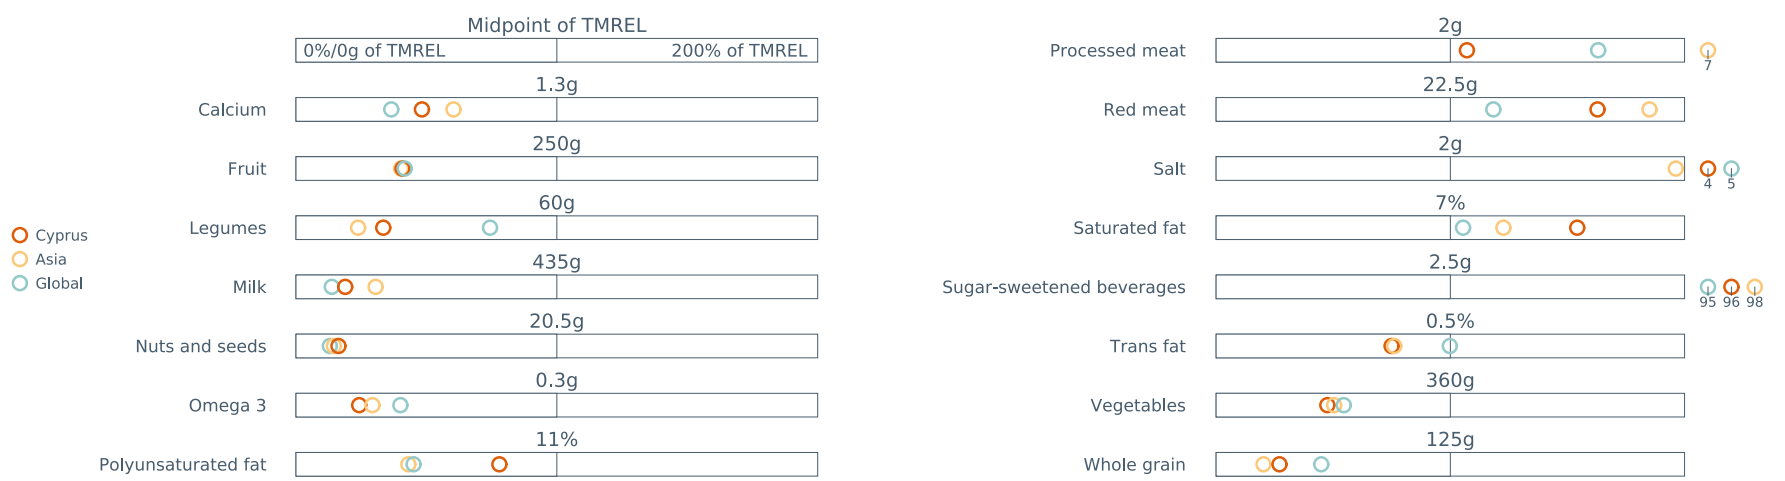 Midpoint of TMREL
0%/0g of TMREL
200% of TMREL
1.3g
Calcium
250g
Fruit
60g
Legumes
435g
Milk
20.5g
Nuts and seeds
0.3g
Omega 3
11%
Polyunsaturated fat
Cyprus
Asia
Global
2g
Processed meat
7
22.5g
Red meat
2g
Salt
4 5
7%
Saturated fat
2.5g
Sugar-sweetened beverages
95 96 98
0.5%
Trans fat
360g
Vegetables
125g
Whole grain